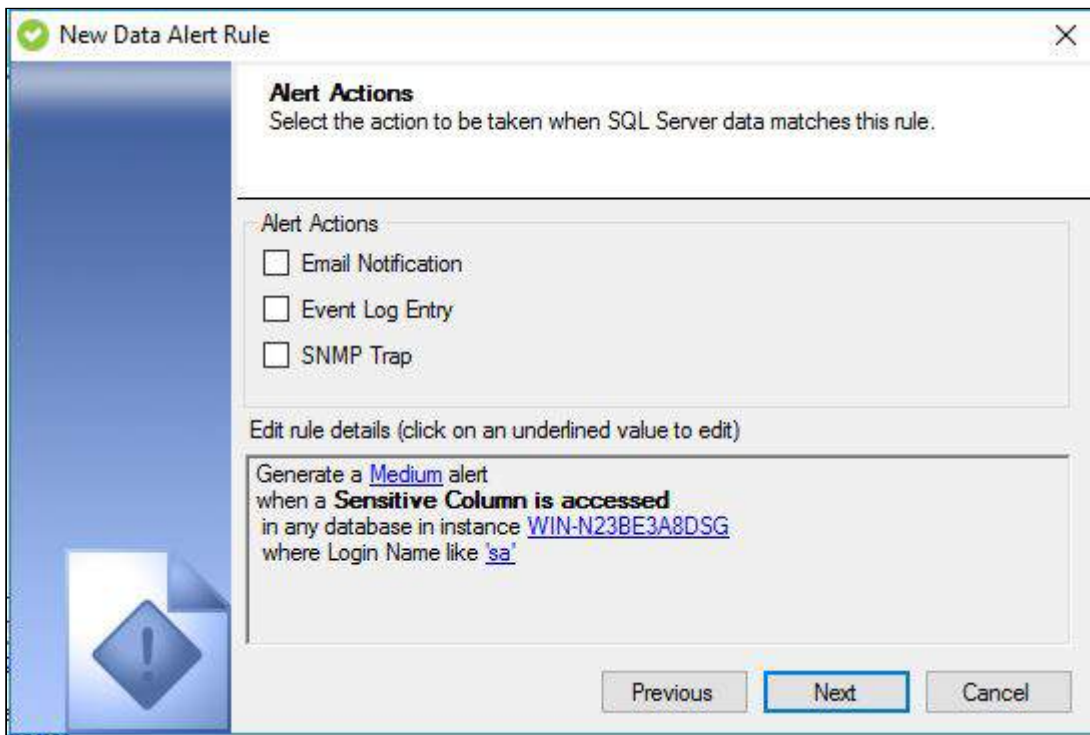 New Data Alert Rule
Alert Actions
Select the action to be taken when SQL Server data matches this rule.
Alert Actions
Email Notification
Event Log Entry
SNMP Trap
Edit rule details (click on an underlined value to edit)
Generate a Medium alert
when a Sensitive Column is accessed
in any database in instance WIN-N23BE3A8DSG
where Login Name like 'sa'
Previous Next Cancel